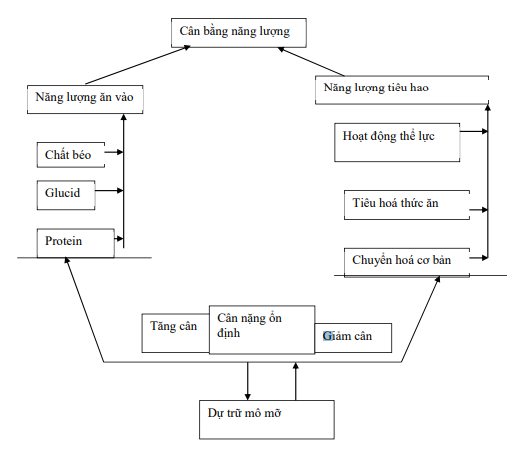 Cân bằng năng lượng
Năng lượng ăn vào
Năng lượng tiêu hao
Chất béo
Glucid
Protein
Hoạt động thể lực
Tiêu hoá thức ăn
Chuyển hoá cơ bản
Tăng cân
Cân nặng ổn
định
Giảm cân
Dự trữ mô mỡ